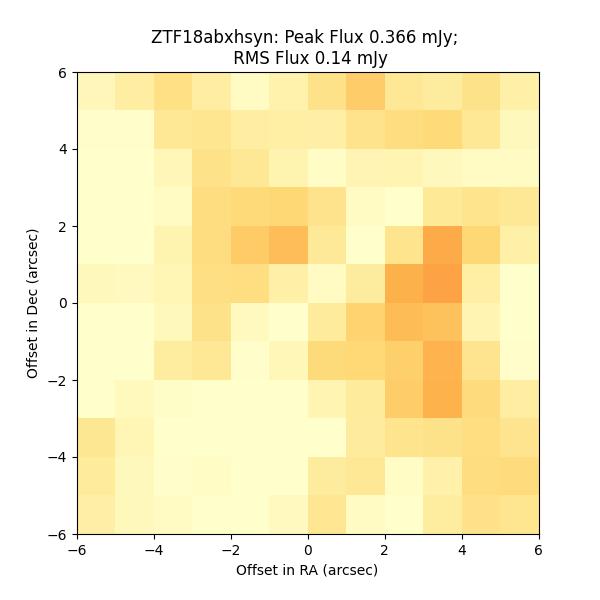 ZTF18abxhsyn: Peak Flux 0.366 mJy;
RMS Flux 0.14 mJy
6
4
2
0
−2
−4
−6
Offset in Dec (arcsec)
−6 −4 −2 0 2 4 6
Offset in RA (arcsec)